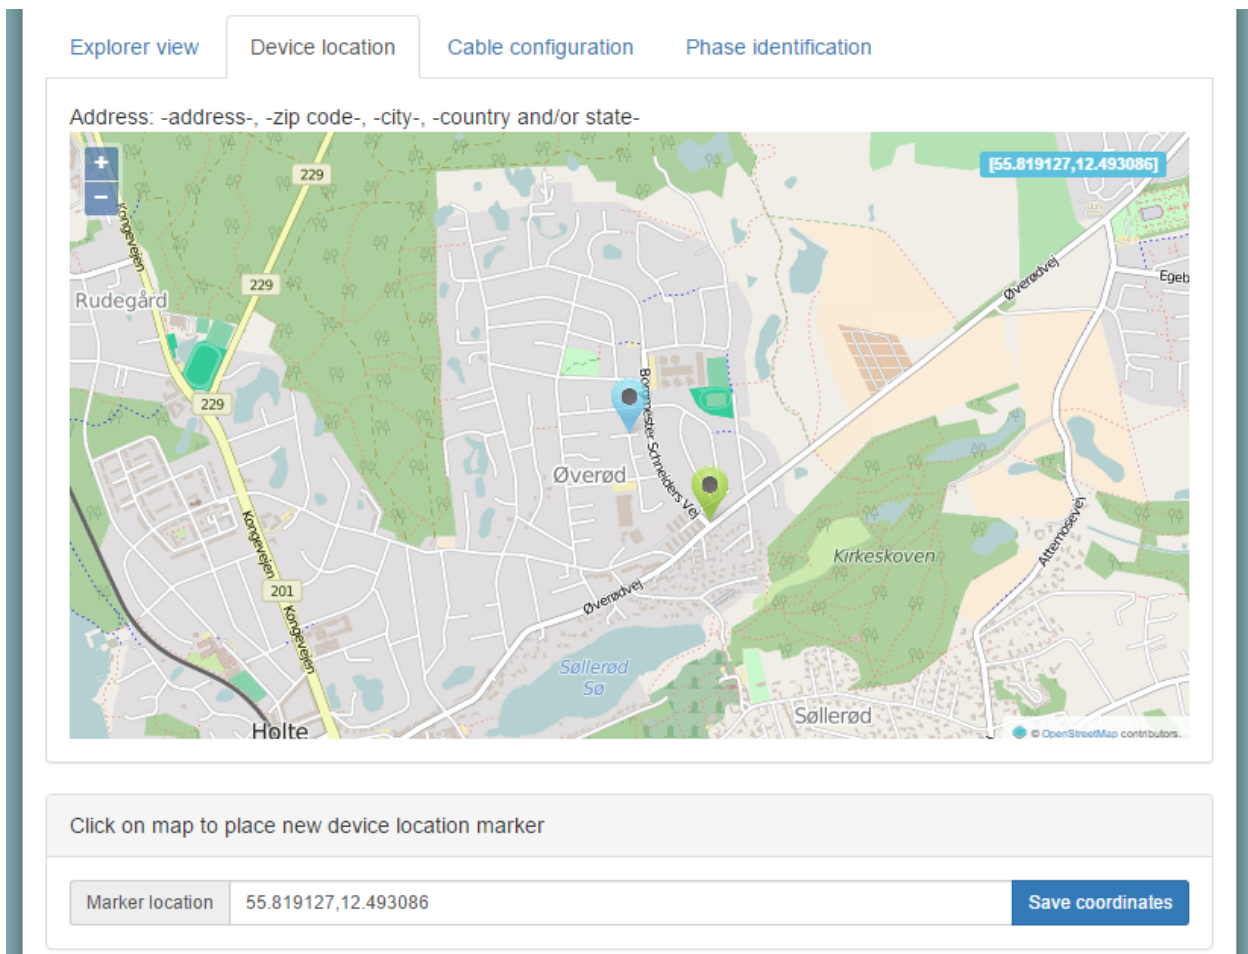 Explorer view
Device location
Cable configuration
Phase identification
Address: -address-, -zip code-, -city-, -country and/or state-
+
−
[55.819127,12.493086]
229
Kongevejen
229
Øverødvej
Egeb
Rudegård
229
Borgmester Schneiders Vej
Øverød
Kongevejen
Kirkeskoven
Attemosevej
201
Øverødvej
Kongevejen
Søllerød
Sø
Søllerød
Holte
© OpenStreetMap contributors.
Click on map to place new device location marker
Marker location
55.819127,12.493086
Save coordinates